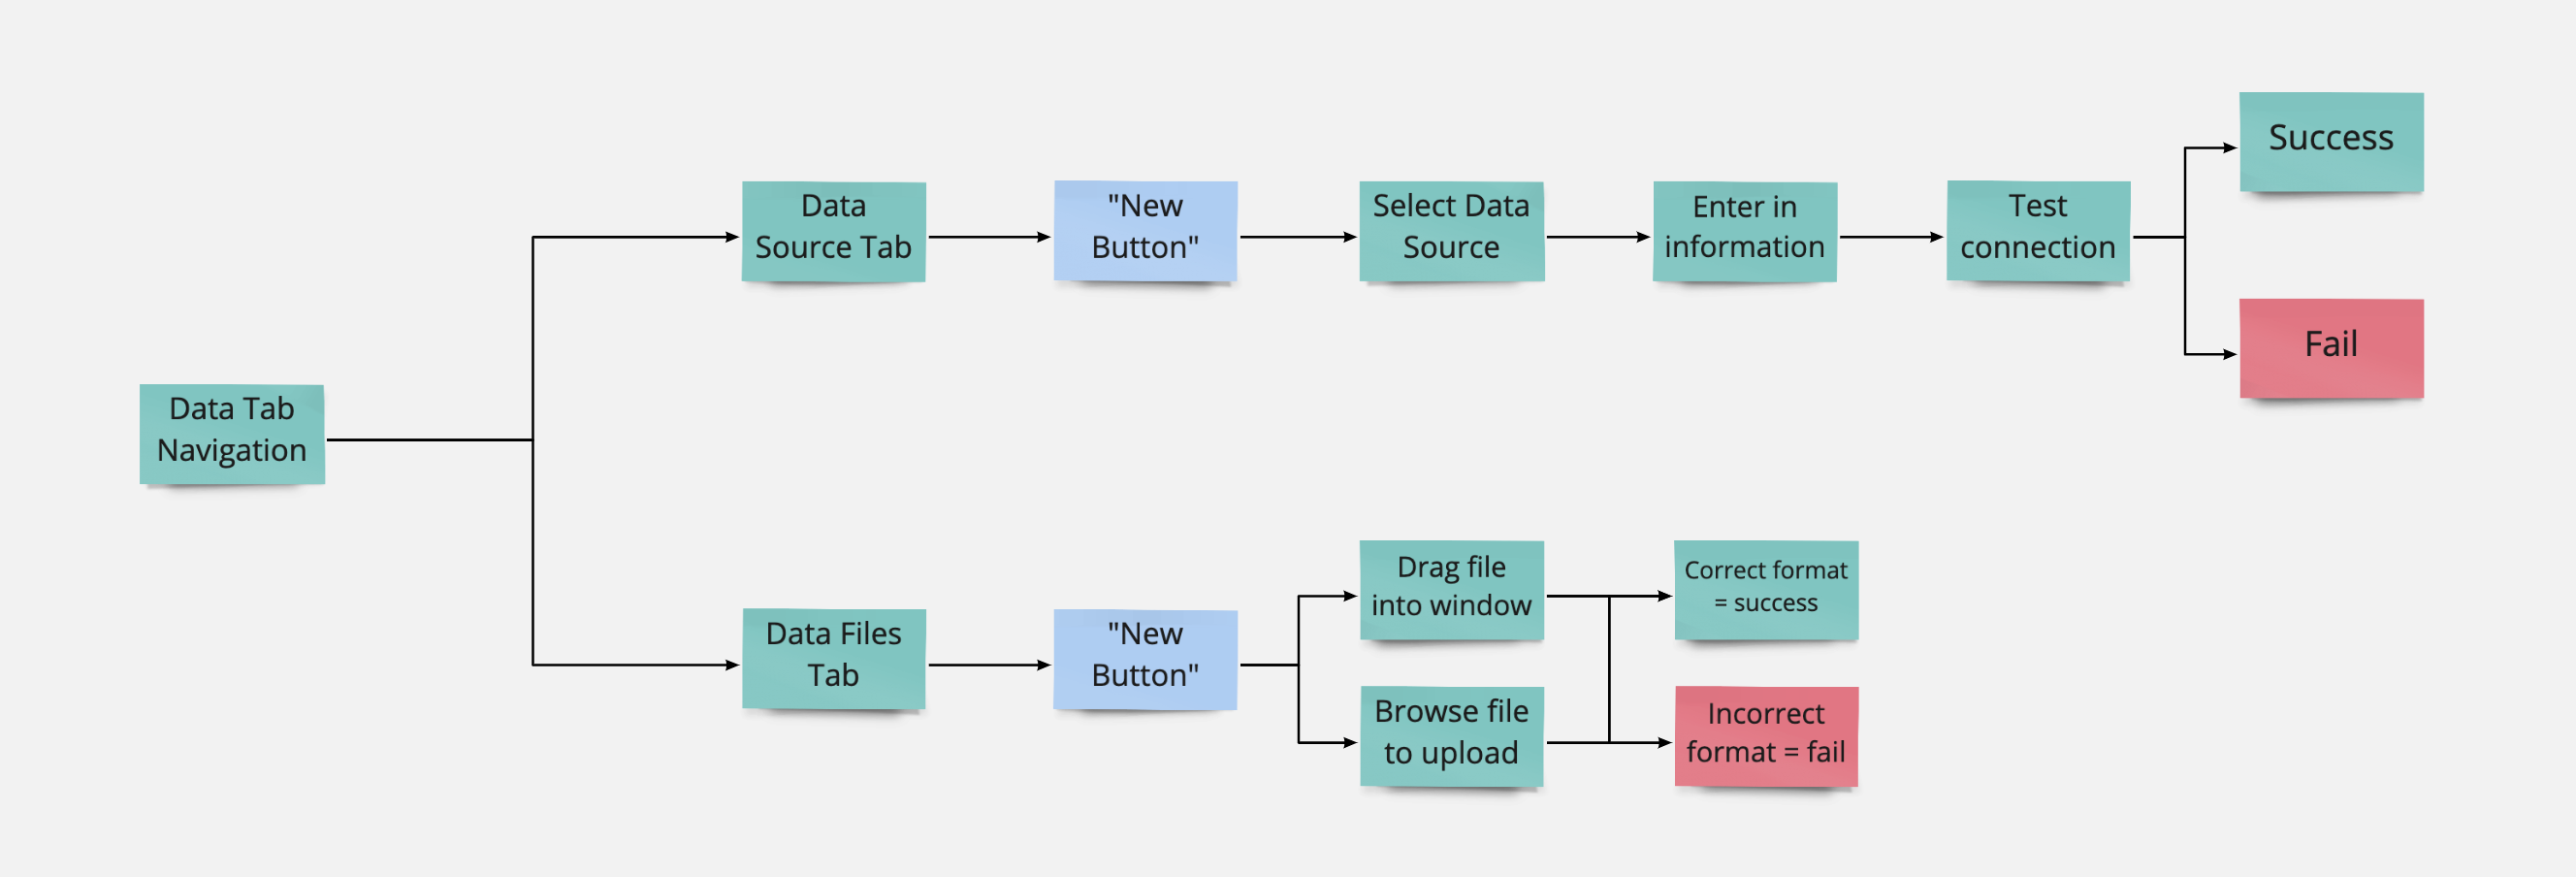 Data Tab
Navigation
Data
Source Tab
"New
Button"
Select Data
Source
Enter in
information
Test
connection
Success
Fail
Data Files
Tab
"New
Button"
Drag file
into window
Browse file
to upload
Correct format
= success
Incorrect
format = fail